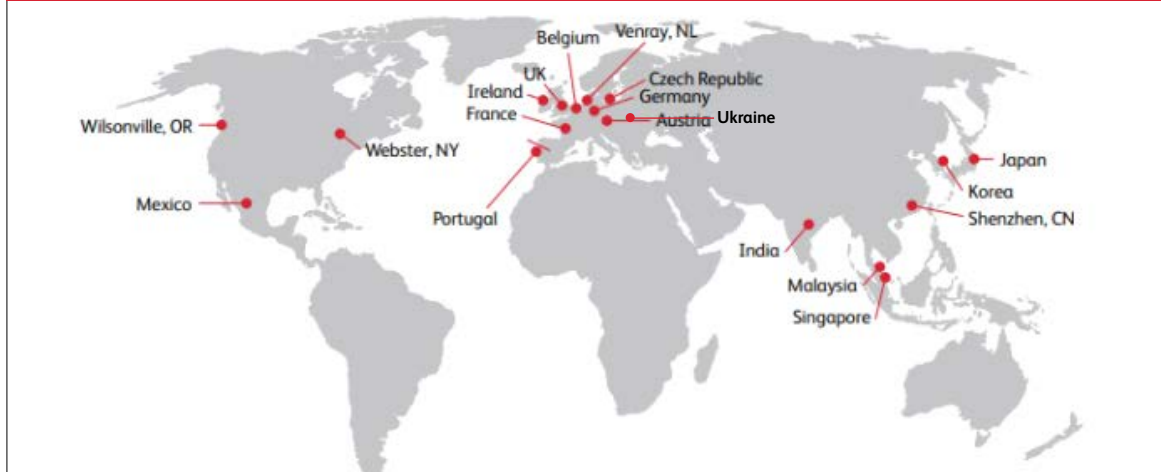 Belgium
Venray, NL
UK
Czech Republic
Ireland
Germany
France
Austria
Ukraine
Wilsonville, OR
Webster, NY
Japan
Korea
Mexico
Portugal
Shenzhen, CN
India
Malaysia
Singapore